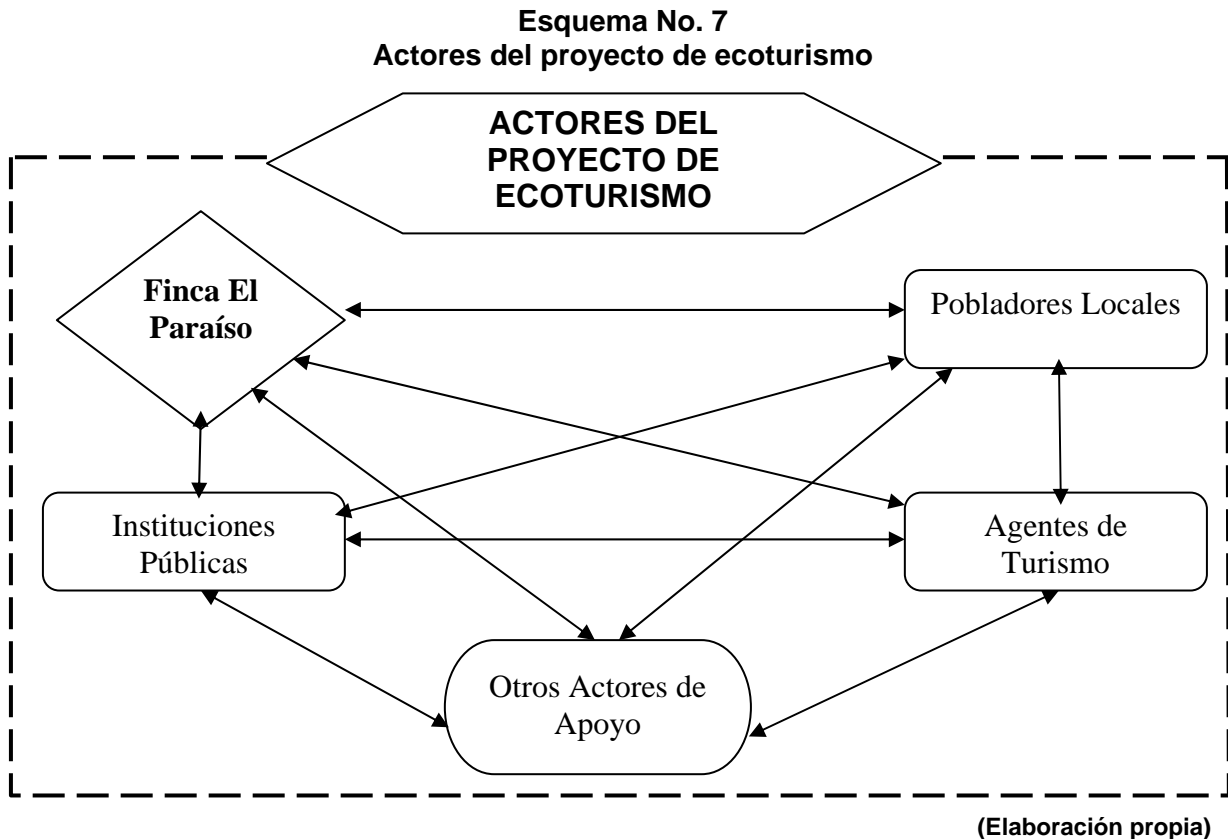 Esquema No. 7
Actores del proyecto de ecoturismo
ACTORES DEL
PROYECTO DE
ECOTURISMO
Finca El
Paraíso
Pobladores Locales
Instituciones
Públicas
Agentes de
Turismo
Otros Actores de
Apoyo
(Elaboración propia)